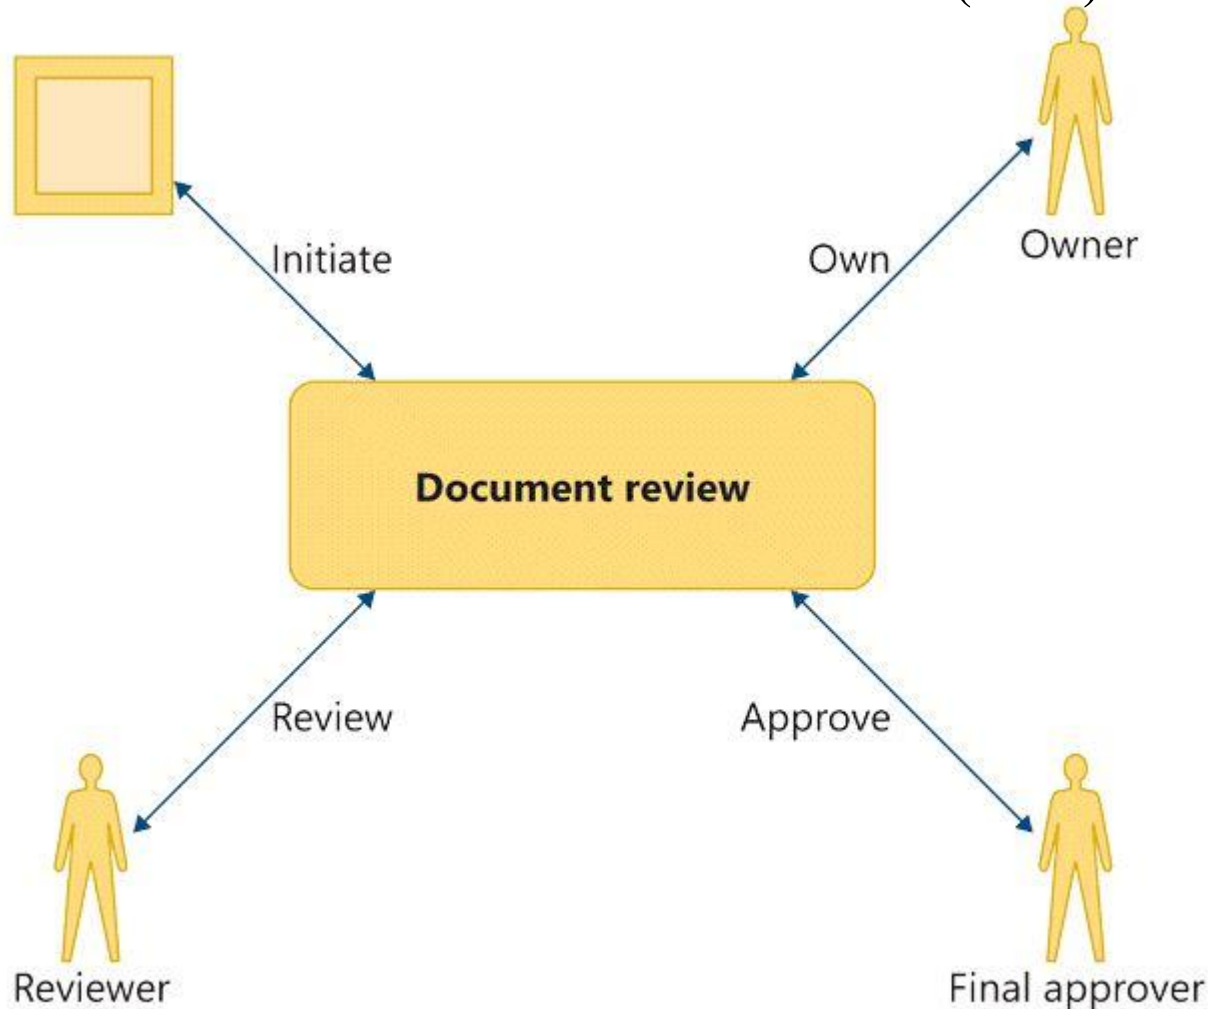 Owner
Initiate
Own
Document review
Review
Approve
Reviewer
Final approver